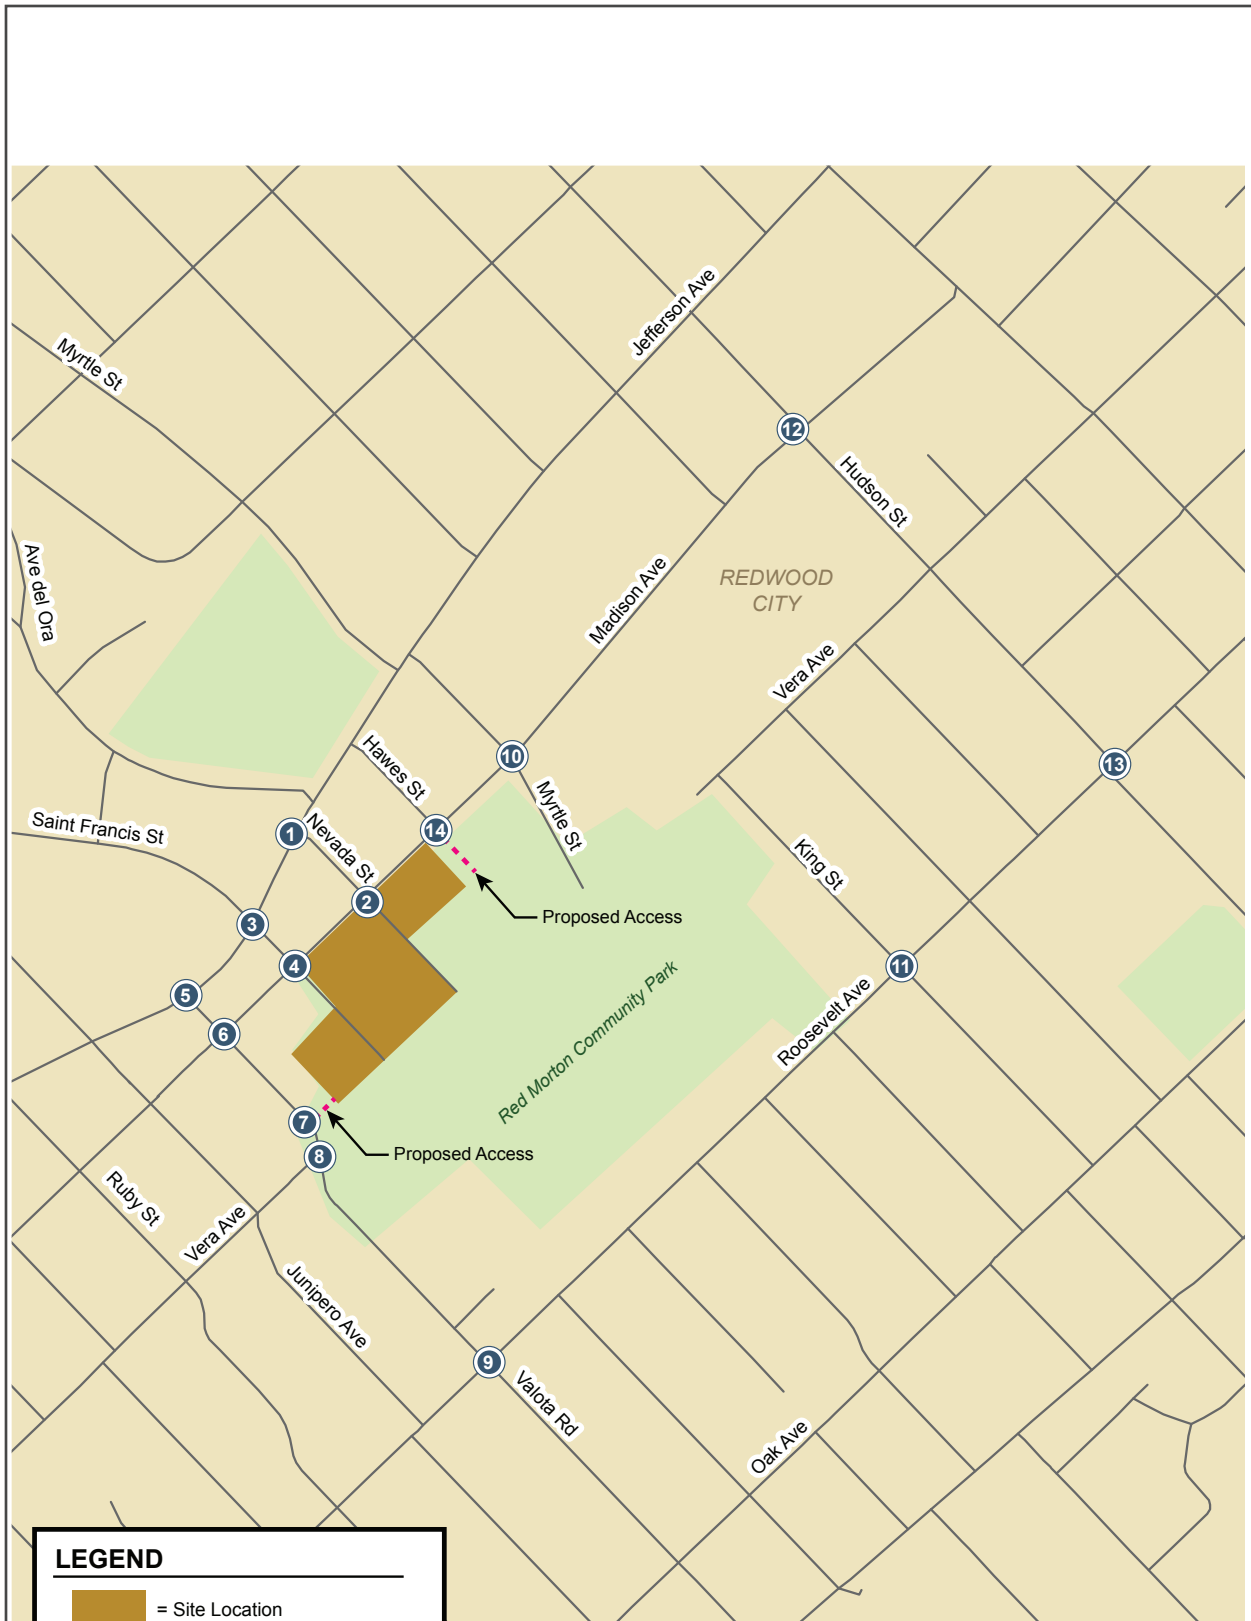 Jefferson Ave
Myrtle St
12
Hudson St
Ave del Ora
REDWOOD
CITY
Madison Ave
Vera Ave
Hawes St
10
13
Myrtle St
Saint Francis St
1
Nevada St
14
King St
2
Proposed Access
3
4
11
5
Red Morton Community Park
Roosevelt Ave
6
7
8
Proposed Access
Ruby St
Vera Ave
Junipero Ave
9
Valota Rd
Oak Ave
LEGEND
= Site Location